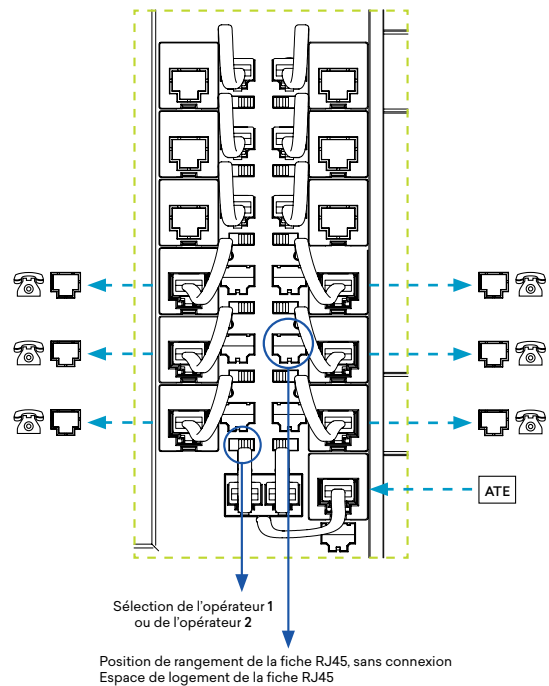 ATE
Sélection de l'opérateur 1
ou de l'opérateur 2
Position de rangement de la fiche RJ45, sans connexion
Espace de logement de la fiche RJ45